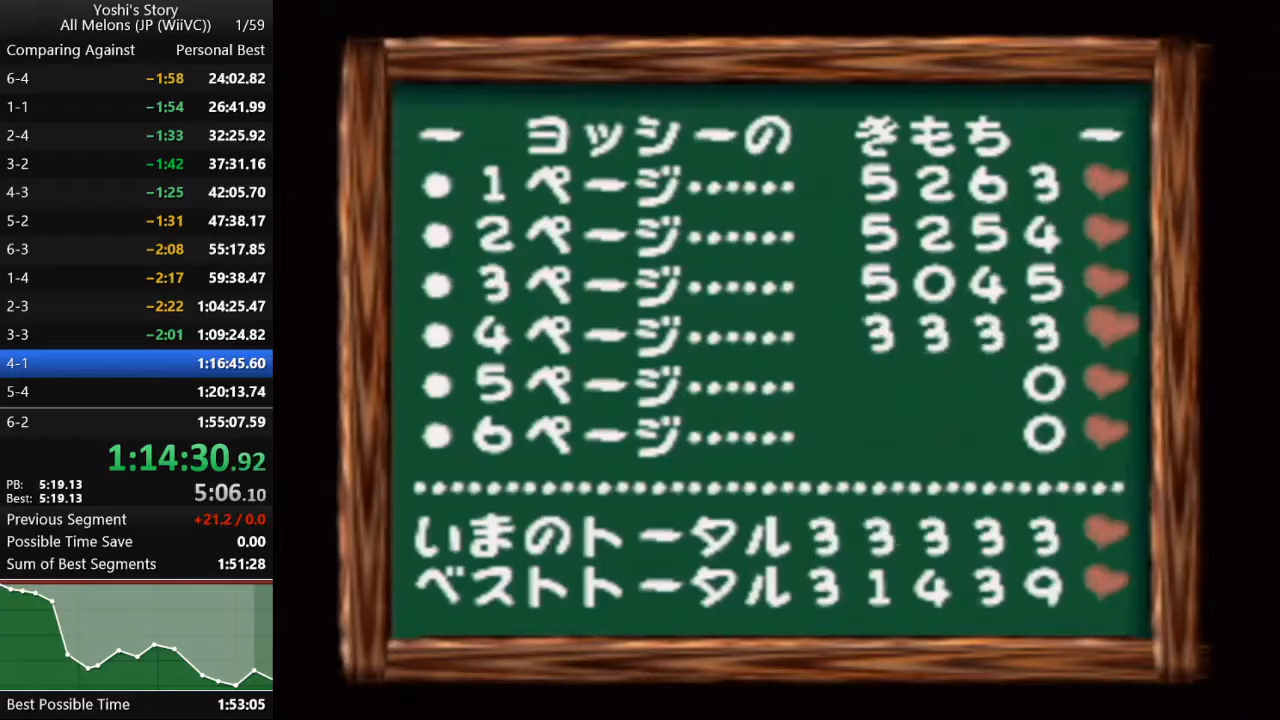 Yoshi's Story
All Melons (JP (WiiVC)) 1/59
Comparing Against Personal Best
6-4 −1:58 24:02.82
1-1 −1:54 26:41.99
2-4 −1:33 32:25.92
3-2 −1:42 37:31.16
4-3 −1:25 42:05.70
5-2 −1:31 47:38.17
6-3 −2:08 55:17.85
1-4 −2:17 59:38.47
2-3 −2:22 1:04:25.47
3-3 −2:01 1:09:24.82
4-1 1:16:45.60
5-4 1:20:13.74
6-2 1:55:07.59
1:14:30.92
PB: 5:19.13
Best: 5:19.13
5:06.10
Previous Segment +21.2 / 0.0
Possible Time Save 0.00
Sum of Best Segments 1:51:28
Best Possible Time 1:53:05
ー ヨッシーの きもち ー
●1ページ…… 5263
●2ページ…… 5254
●3ページ…… 5045
●4ページ…… 3333
●5ページ…… 0
●6ページ…… 0
いまのトータル33333
ベストトータル31439